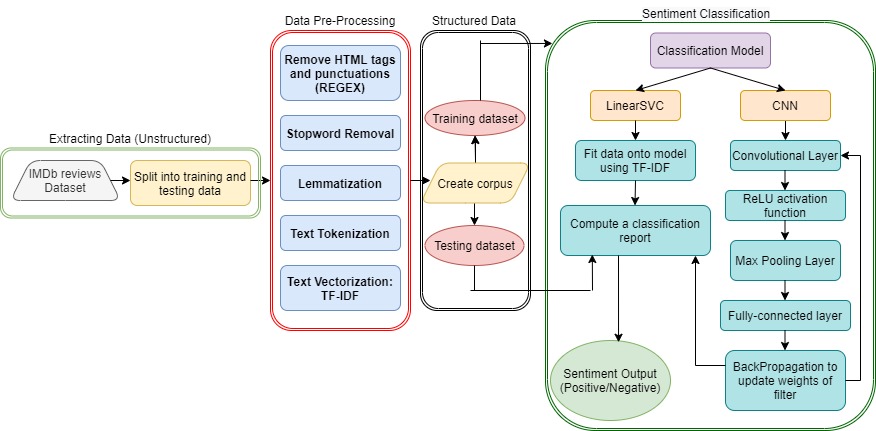 Extracting Data (Unstructured)
IMDb reviews
Dataset
Split into training and
testing data
Data Pre-Processing
Remove HTML tags
and punctuations
(REGEX)
Stopword Removal
Lemmatization
Text Tokenization
Text Vectorization:
TF-IDF
Structured Data
Training dataset
Create corpus
Testing dataset
Sentiment Classification
Classification Model
LinearSVC
Fit data onto model
using TF-IDF
Compute a classification
report
Sentiment Output
(Positive/Negative)
CNN
Convolutional Layer
ReLU activation
function
Max Pooling Layer
Fully-connected layer
BackPropagation to
update weights of
filter